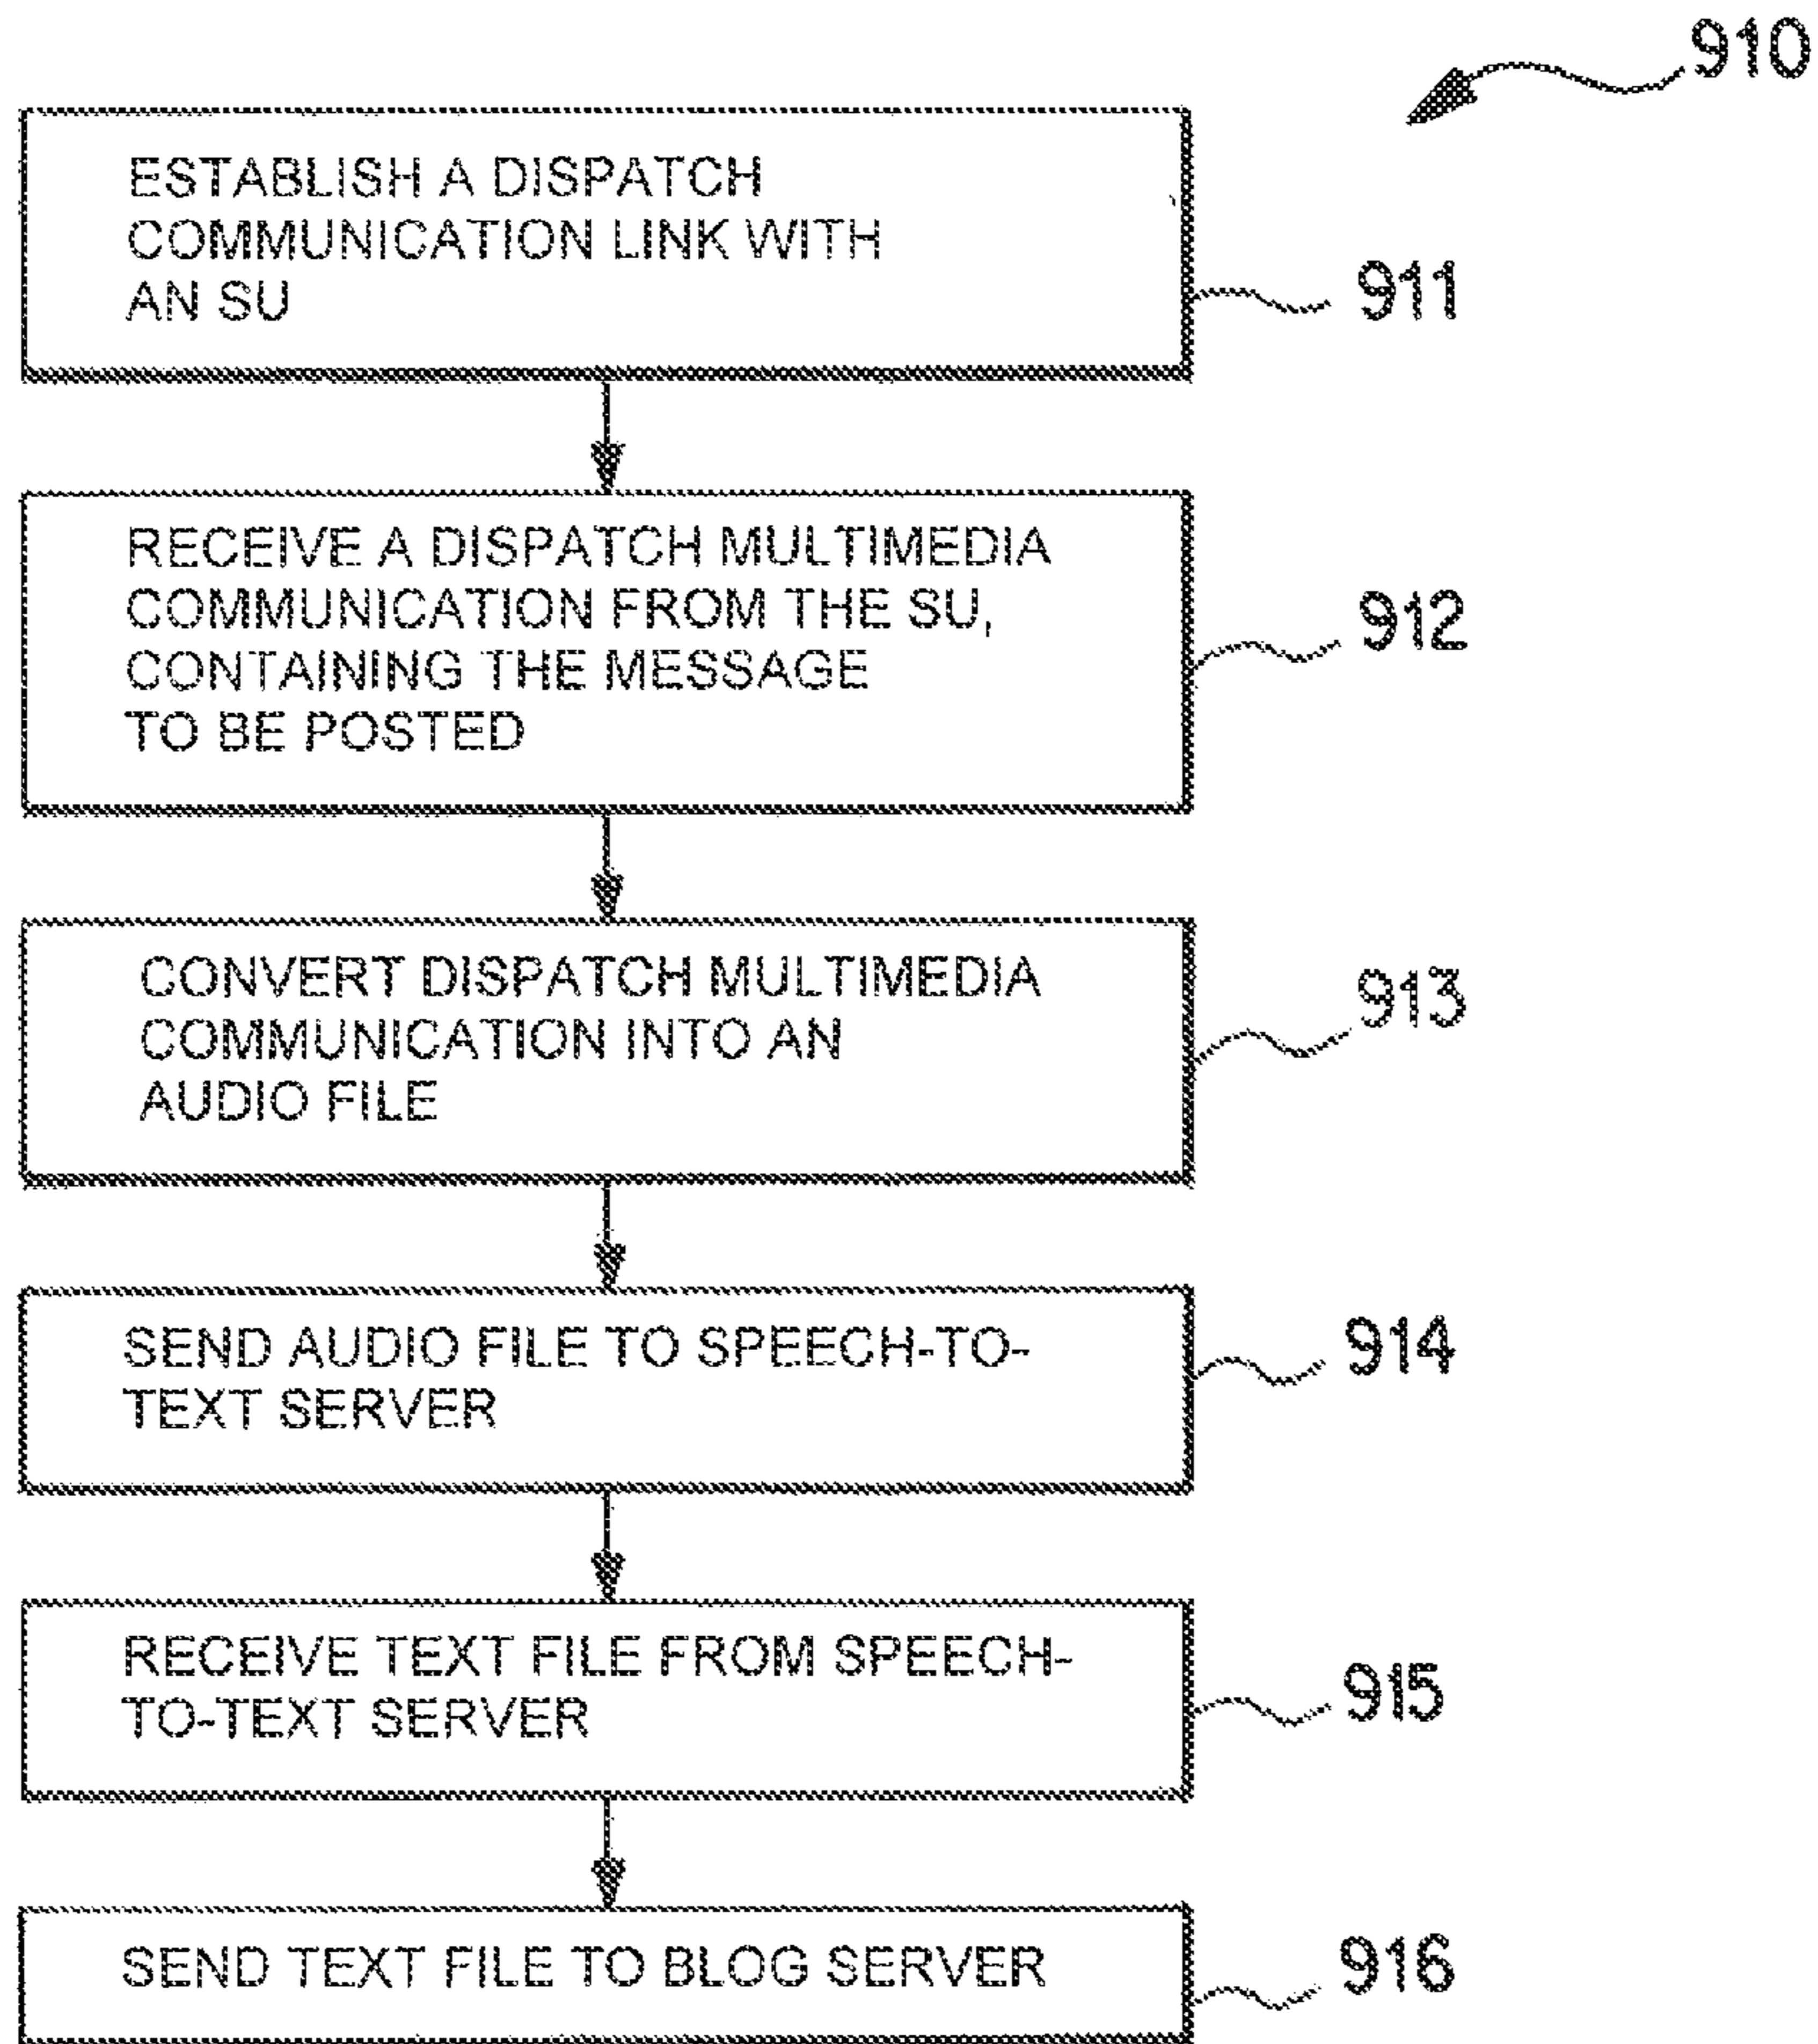 910
ESTABLISH A DISPATCH
COMMUNICATION LINK WITH
AN SU
911
RECEIVE A DISPATCH MULTIMEDIA
COMMUNICATION FROM THE SU,
CONTAINING THE MESSAGE
TO BE POSTED
912
CONVERT DISPATCH MULTIMEDIA
COMMUNICATION INTO AN
AUDIO FILE
913
SEND AUDIO FILE TO SPEECH-TO-
TEXT SERVER
914
RECEIVE TEXT FILE FROM SPEECH-
TO-TEXT SERVER
915
SEND TEXT FILE TO BLOG SERVER
916